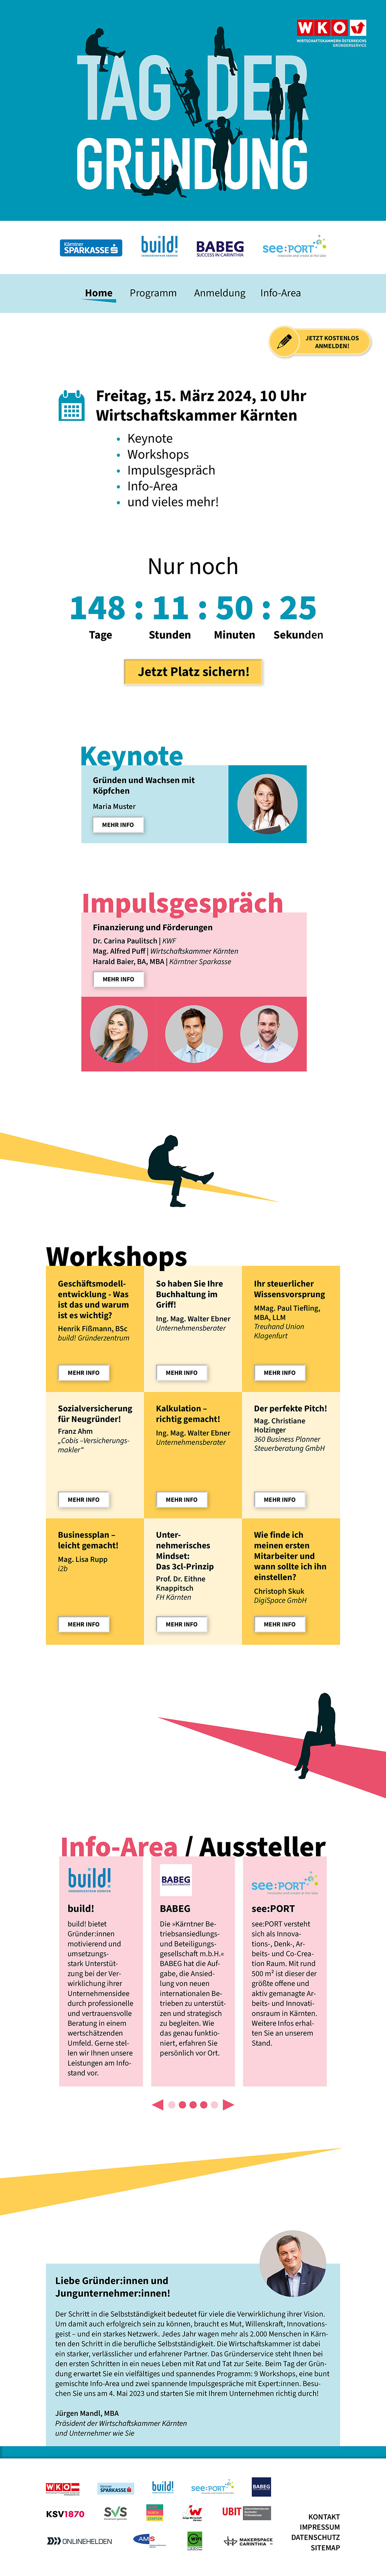 WKO
WIRTSCHAFTSKAMMERN ÖSTERREICHS
GRÜNDERSERVICE
TAG DER
GRÜNDUNG
Kärntner
SPARKASSE
build!
BABEG
SUCCESS IN CARINTHIA
see:PORT
Home
Programm
Anmeldung
Info-Area
JETZT KOSTENLOS
ANMELDEN!
Freitag, 15. März 2024, 10 Uhr
Wirtschaftskammer Kärnten
• Keynote
• Workshops
• Impulsgespräch
• Info-Area
• und vieles mehr!
Nur noch
148 : 11 : 50 : 25
Tage Stunden Minuten Sekunden
Jetzt Platz sichern!
Keynote
Gründen und Wachsen mit
Köpfchen
Maria Muster
MEHR INFO
Impulsgespräch
Finanzierung und Förderungen
Dr. Carina Paulitsch | KWF
Mag. Alfred Puff | Wirtschaftskammer Kärnten
Harald Baier, BA, MBA | Kärntner Sparkasse
MEHR INFO
Workshops
Geschäftsmodell-
entwicklung - Was
ist das und warum
ist es wichtig?
Henrik Fißmann, BSc
build! Gründerzentrum
MEHR INFO
So haben Sie Ihre
Buchhaltung im
Griff!
Ing. Mag. Walter Ebner
Unternehmensberater
MEHR INFO
Ihr steuerlicher
Wissensvorsprung
MMag. Paul Tiefling,
MBA, LLM
Treuhand Union
Klagenfurt
MEHR INFO
Sozialversicherung
für Neugründer!
Franz Ahm
„Cobis –Versicherungs-
makler“
MEHR INFO
Kalkulation –
richtig gemacht!
Ing. Mag. Walter Ebner
Unternehmensberater
MEHR INFO
Der perfekte Pitch!
Mag. Christiane
Holzinger
360 Business Planner
Steuerberatung GmbH
MEHR INFO
Businessplan –
leicht gemacht!
Mag. Lisa Rupp
i2b
MEHR INFO
Unter-
nehmerisches
Mindset:
Das 3cl-Prinzip
Prof. Dr. Eithne
Knappitsch
FH Kärnten
MEHR INFO
Wie finde ich
meinen ersten
Mitarbeiter und
wann sollte ich ihn
einstellen?
Christoph Skuk
DigiSpace GmbH
MEHR INFO
Info-Area / Aussteller
build!
build!
build! bietet
Gründer:innen
motivierend und
umsetzungs-
stark Unterstüt-
zung bei der Ver-
wirklichung ihrer
Unternehmensidee
durch professionelle
und vertrauensvolle
Beratung in einem
wertschätzenden
Umfeld. Gerne stel-
len wir Ihnen unsere
Leistungen am Info-
stand vor.
BABEG
BABEG
Die »Kärntner Be-
triebsansiedlungs-
und Beteiligungs-
gesellschaft m.b.H.«
BABEG hat die Auf-
gabe, die Ansied-
lung von neuen
internationalen Be-
trieben zu unterstüt-
zen und strategisch
zu begleiten. Wie
das genau funktio-
niert, erfahren Sie
persönlich vor Ort.
see:PORT
see:PORT
see:PORT versteht
sich als Innova-
tions-, Denk-, Ar-
beits- und Co-Crea-
tion Raum. Mit rund
500 m² ist dieser der
größte offene und
aktiv gemanagte Ar-
beits- und Innovati-
onsraum in Kärnten.
Weitere Infos erhal-
ten Sie an unserem
Stand.
Liebe Gründer:innen und
Jungunternehmer:innen!
Der Schritt in die Selbstständigkeit bedeutet für viele die Verwirklichung ihrer Vision.
Um damit auch erfolgreich sein zu können, braucht es Mut, Willenskraft, Innovations-
geist – und ein starkes Netzwerk. Jedes Jahr wagen mehr als 2.000 Menschen in Kärn-
ten den Schritt in die berufliche Selbstständigkeit. Die Wirtschaftskammer ist dabei
ein starker, verlässlicher und erfahrener Partner. Das Gründerservice steht Ihnen bei
den ersten Schritten in ein neues Leben mit Rat und Tat zur Seite. Beim Tag der Grün-
dung erwartet Sie ein vielfältiges und spannendes Programm: 9 Workshops, eine bunt
gemischte Info-Area und zwei spannende Impulsgespräche mit Expert:innen. Besu-
chen Sie uns am 4. Mai 2023 und starten Sie mit Ihrem Unternehmen richtig durch!
Jürgen Mandl, MBA
Präsident der Wirtschaftskammer Kärnten
und Unternehmer wie Sie
WKO
SPARKASSE
build!
see:PORT
BABEG
KSV1870
SVS
UBIT
ONLINEHELDEN
AMS
MAKERSPACE
CARINTHIA
KONTAKT
IMPRESSUM
DATENSCHUTZ
SITEMAP